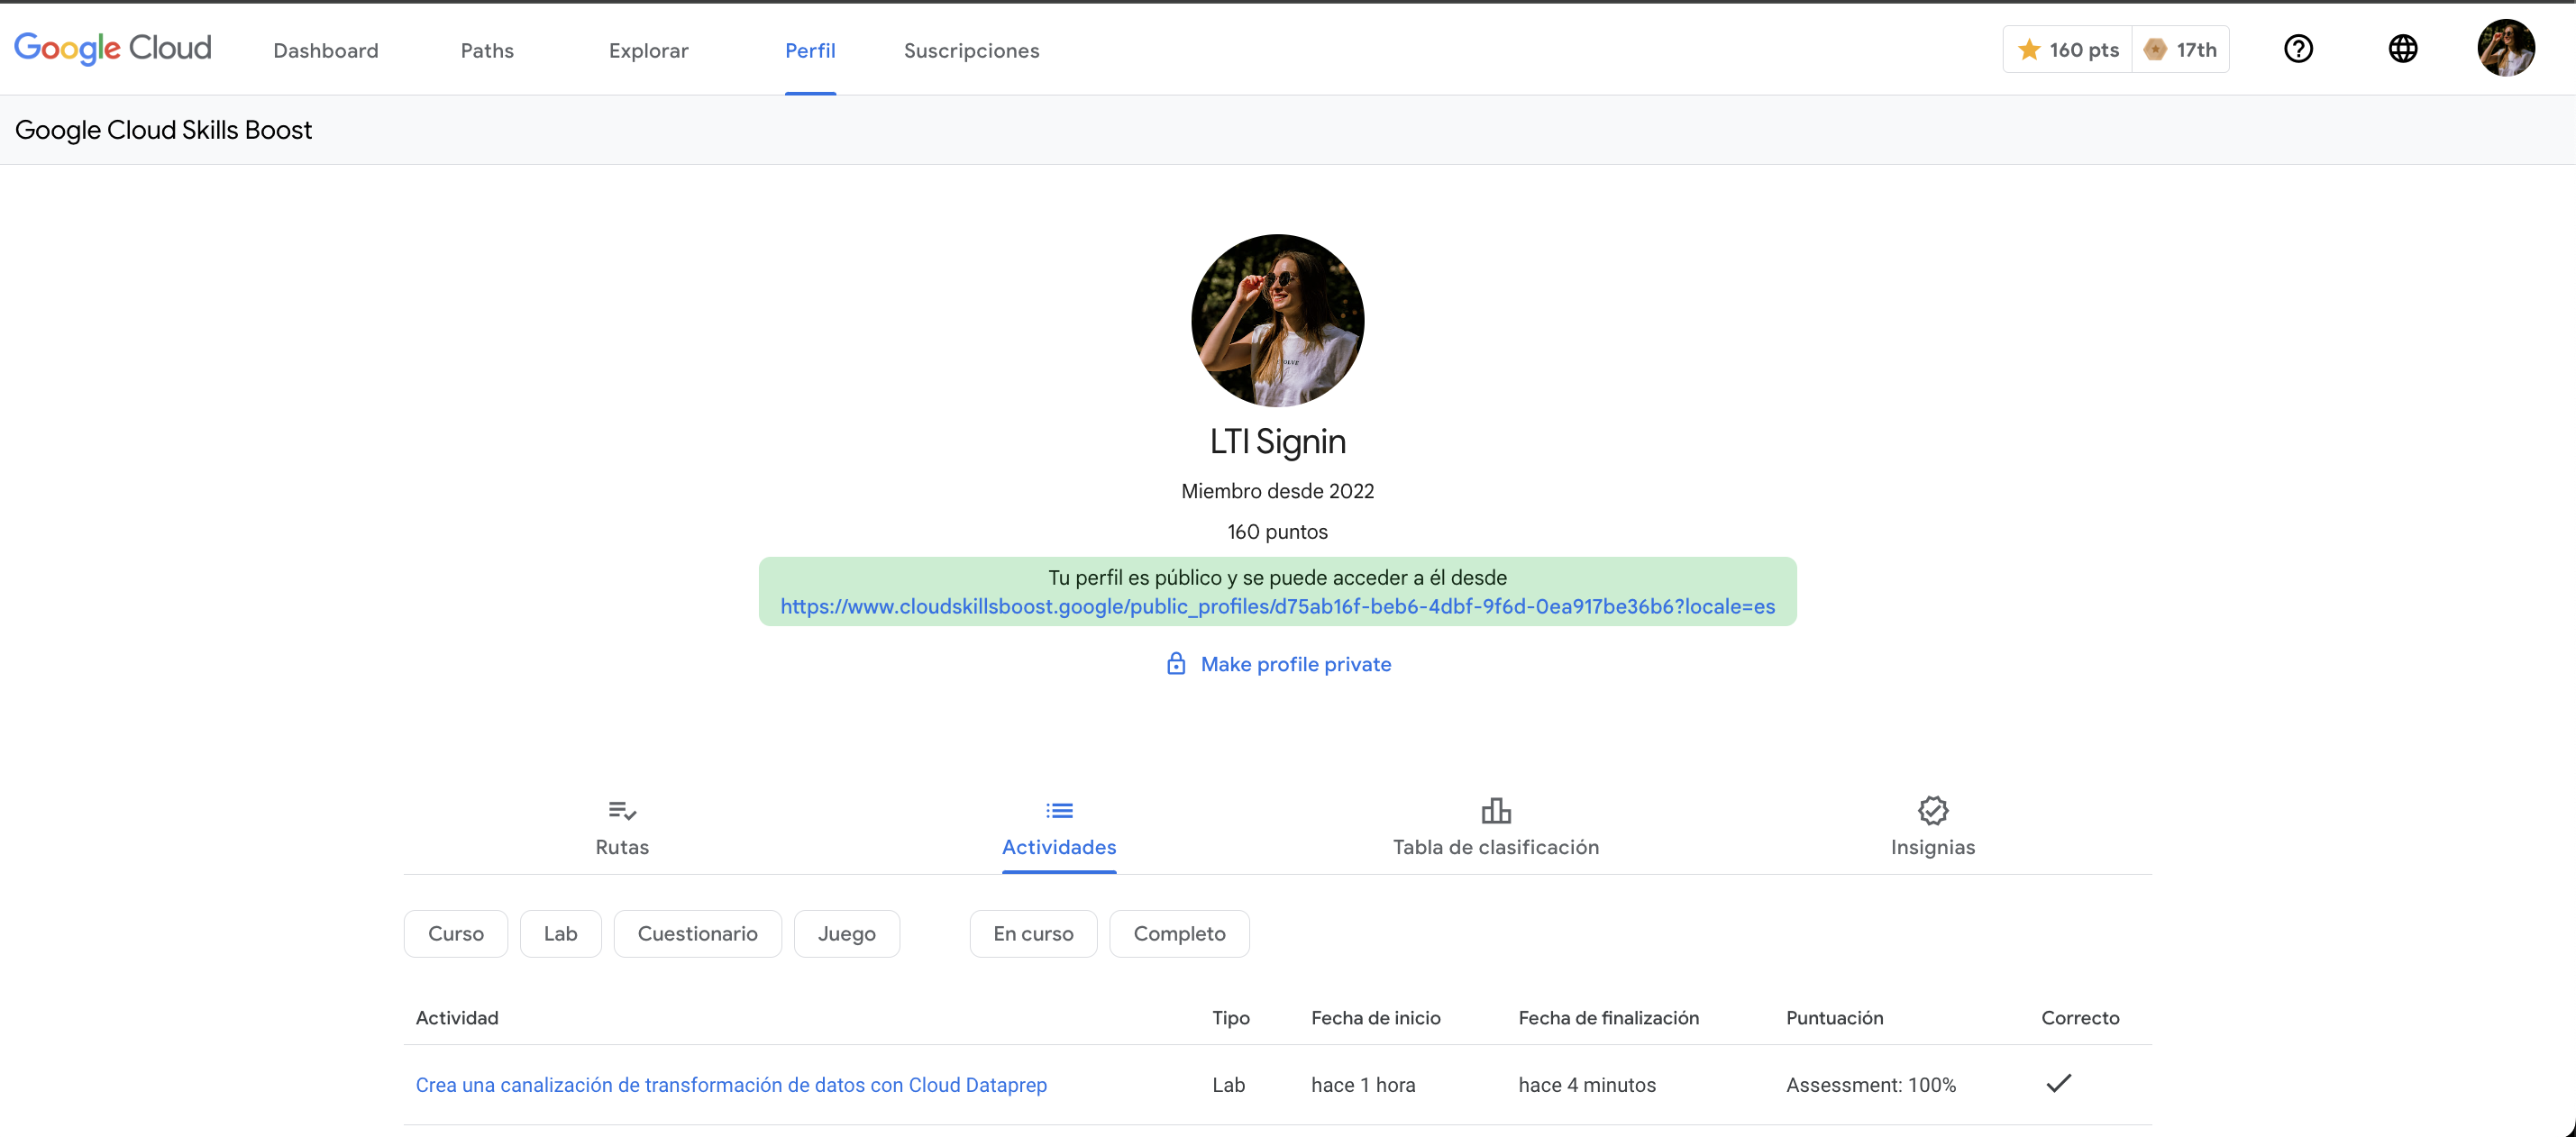 Google Cloud
Dashboard
Paths
Explorar
Perfil
Suscripciones
160 pts
17th
Google Cloud Skills Boost
LTI Signin
Miembro desde 2022
160 puntos
Tu perfil es público y se puede acceder a él desde
https://www.cloudskillsboost.google/public_profiles/d75ab16f-beb6-4dbf-9f6d-0ea917be36b6?locale=es
Make profile private
Rutas
Actividades
Tabla de clasificación
Insignias
Curso
Lab
Cuestionario
Juego
En curso
Completo
Actividad
Tipo
Fecha de inicio
Fecha de finalización
Puntuación
Correcto
Crea una canalización de transformación de datos con Cloud Dataprep
Lab
hace 1 hora
hace 4 minutos
Assessment: 100%